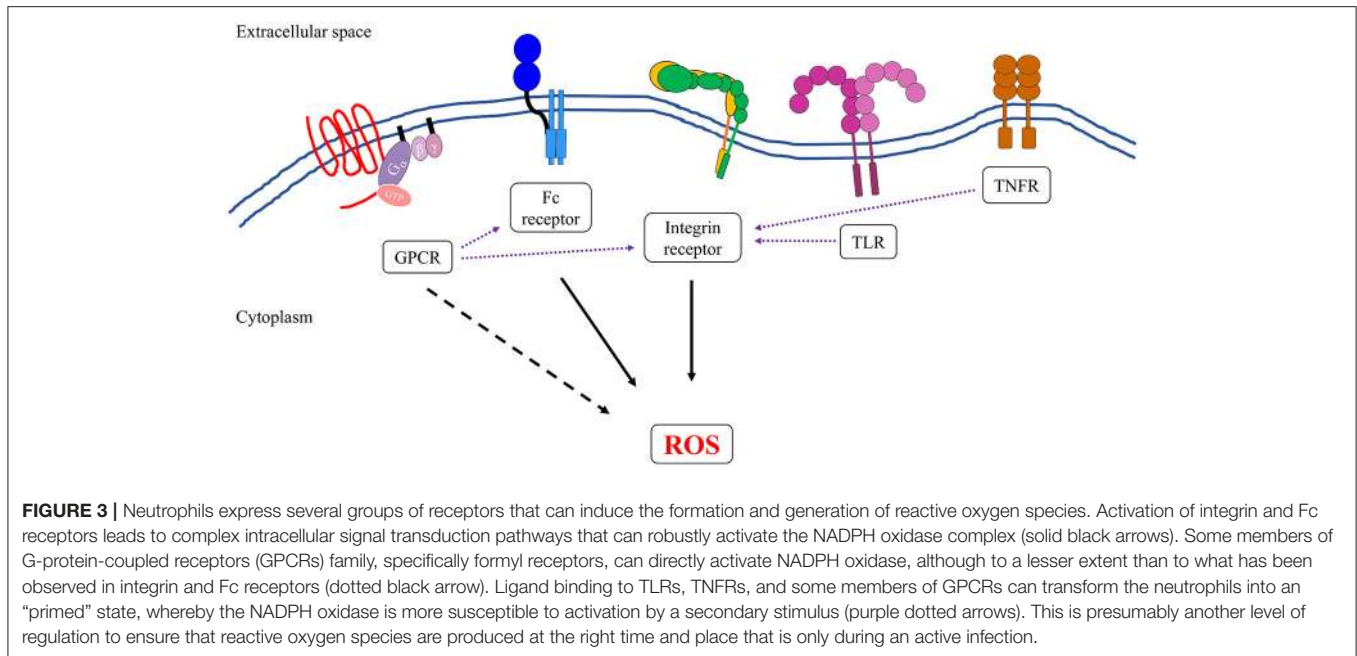 Extracellular space
Gα
GTP
β
γ
Fc
receptor
Integrin
receptor
TNFR
TLR
GPCR
Cytoplasm
ROS
FIGURE 3 | Neutrophils express several groups of receptors that can induce the formation and generation of reactive oxygen species. Activation of integrin and Fc
receptors leads to complex intracellular signal transduction pathways that can robustly activate the NADPH oxidase complex (solid black arrows). Some members of
G-protein-coupled receptors (GPCRs) family, specifically formyl receptors, can directly activate NADPH oxidase, although to a lesser extent than to what has been
observed in integrin and Fc receptors (dotted black arrow). Ligand binding to TLRs, TNFRs, and some members of GPCRs can transform the neutrophils into an
“primed” state, whereby the NADPH oxidase is more susceptible to activation by a secondary stimulus (purple dotted arrows). This is presumably another level of
regulation to ensure that reactive oxygen species are produced at the right time and place that is only during an active infection.